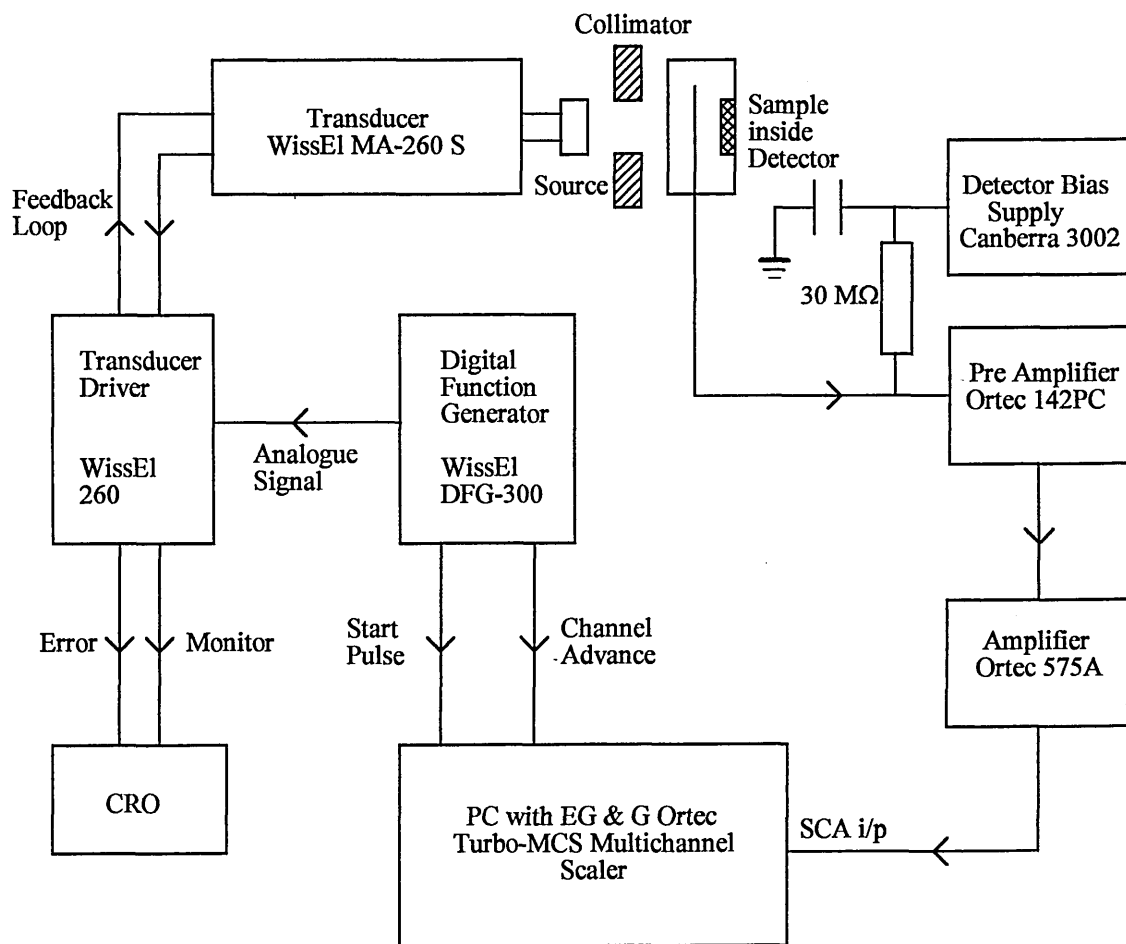 Collimator
Transducer
WissEl MA-260 S
Sample
inside
Detector
Source
Feedback
Loop
Detector Bias
Supply
Canberra 3002
30 MΩ
Transducer
Driver
WissEl
260
Digital
Function
Generator
WissEl
DFG-300
Analogue
Signal
Pre Amplifier
Ortec 142PC
Error
Monitor
Start
Pulse
Channel
Advance
Amplifier
Ortec 575A
CRO
PC with EG & G Ortec
Turbo-MCS Multichannel
Scaler
SCA i/p